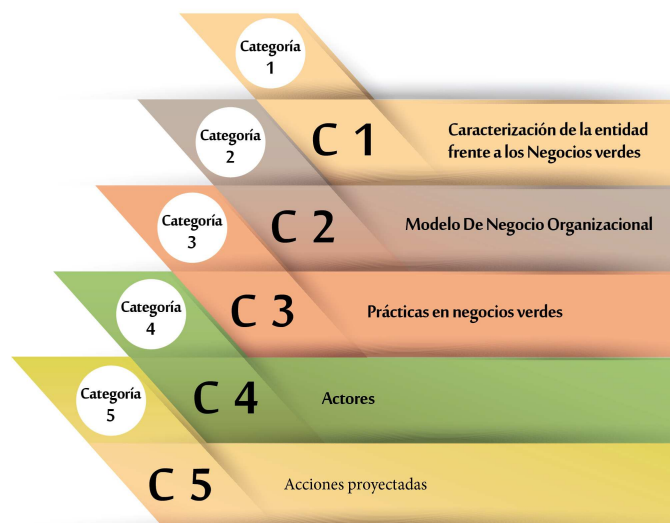 Categoría
1
C 1
Caracterización de la entidad
frente a los Negocios verdes
Categoría
2
C 2
Modelo De Negocio Organizacional
Categoría
3
C 3
Prácticas en negocios verdes
Categoría
4
C 4
Actores
Categoría
5
C 5
Acciones proyectadas